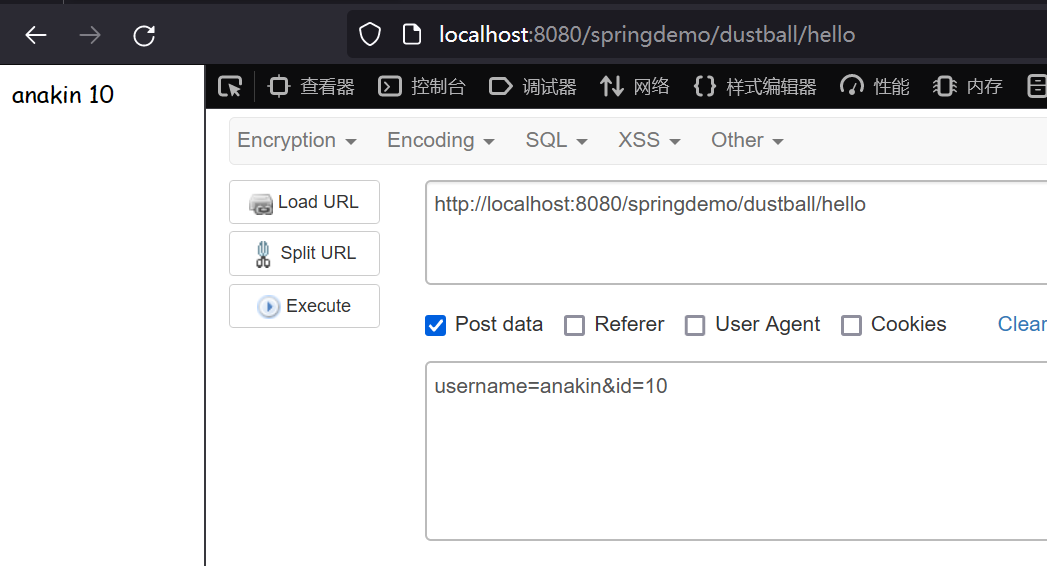 localhost:8080/springdemo/dustball/hello
anakin 10
查看器 控制台 调试器 网络 样式编辑器 性能 内存
Encryption Encoding SQL XSS Other
Load URL
http://localhost:8080/springdemo/dustball/hello
Split URL
Execute
Post data Referer User Agent Cookies Clear
username=anakin&id=10